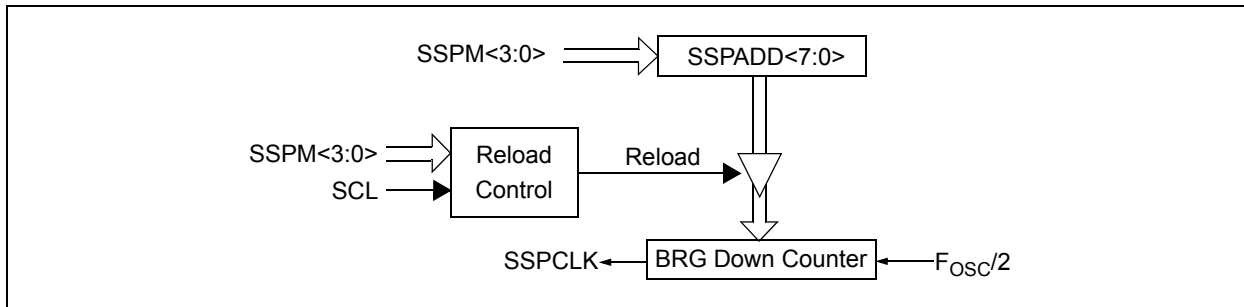 SSPM<3:0>
SSPADD<7:0>
SSPM<3:0>
SCL
Reload
Control
Reload
SSPCLK
BRG Down Counter
FOSC/2